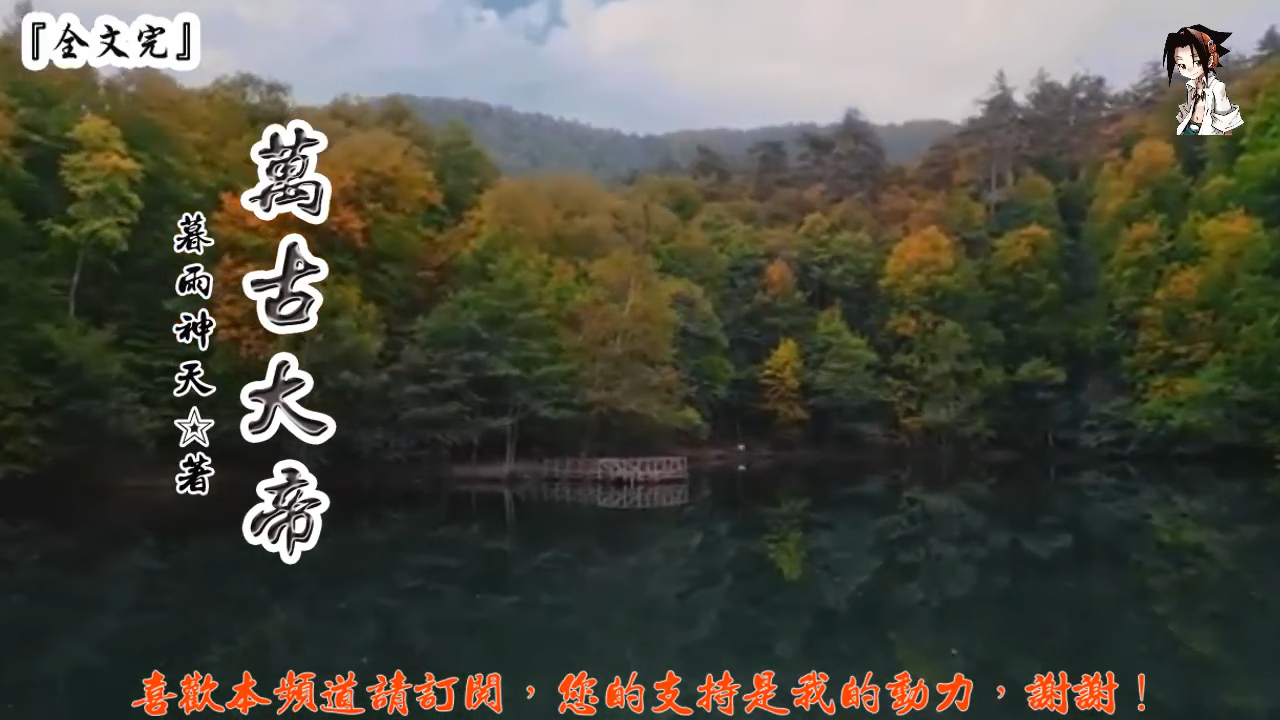 『全文完』
萬古大帝
暮雨神天☆著
喜歡本頻道請訂閱，您的支持是我的動力，謝謝！